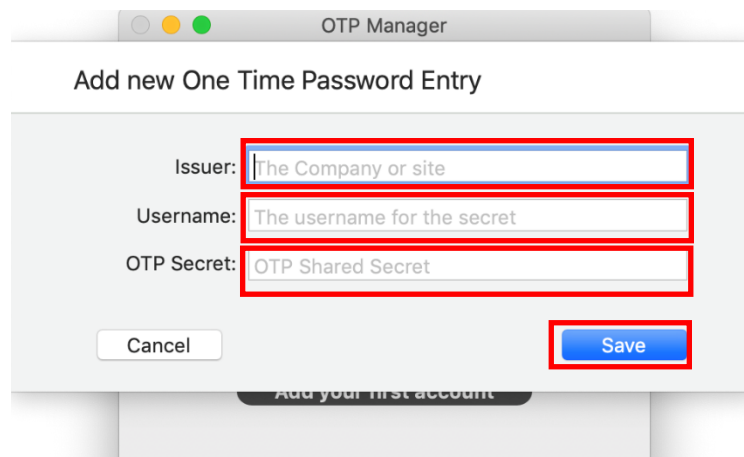 OTP Manager
Add new One Time Password Entry
Issuer: The Company or site
Username: The username for the secret
OTP Secret: OTP Shared Secret
Cancel Save
Add your first account